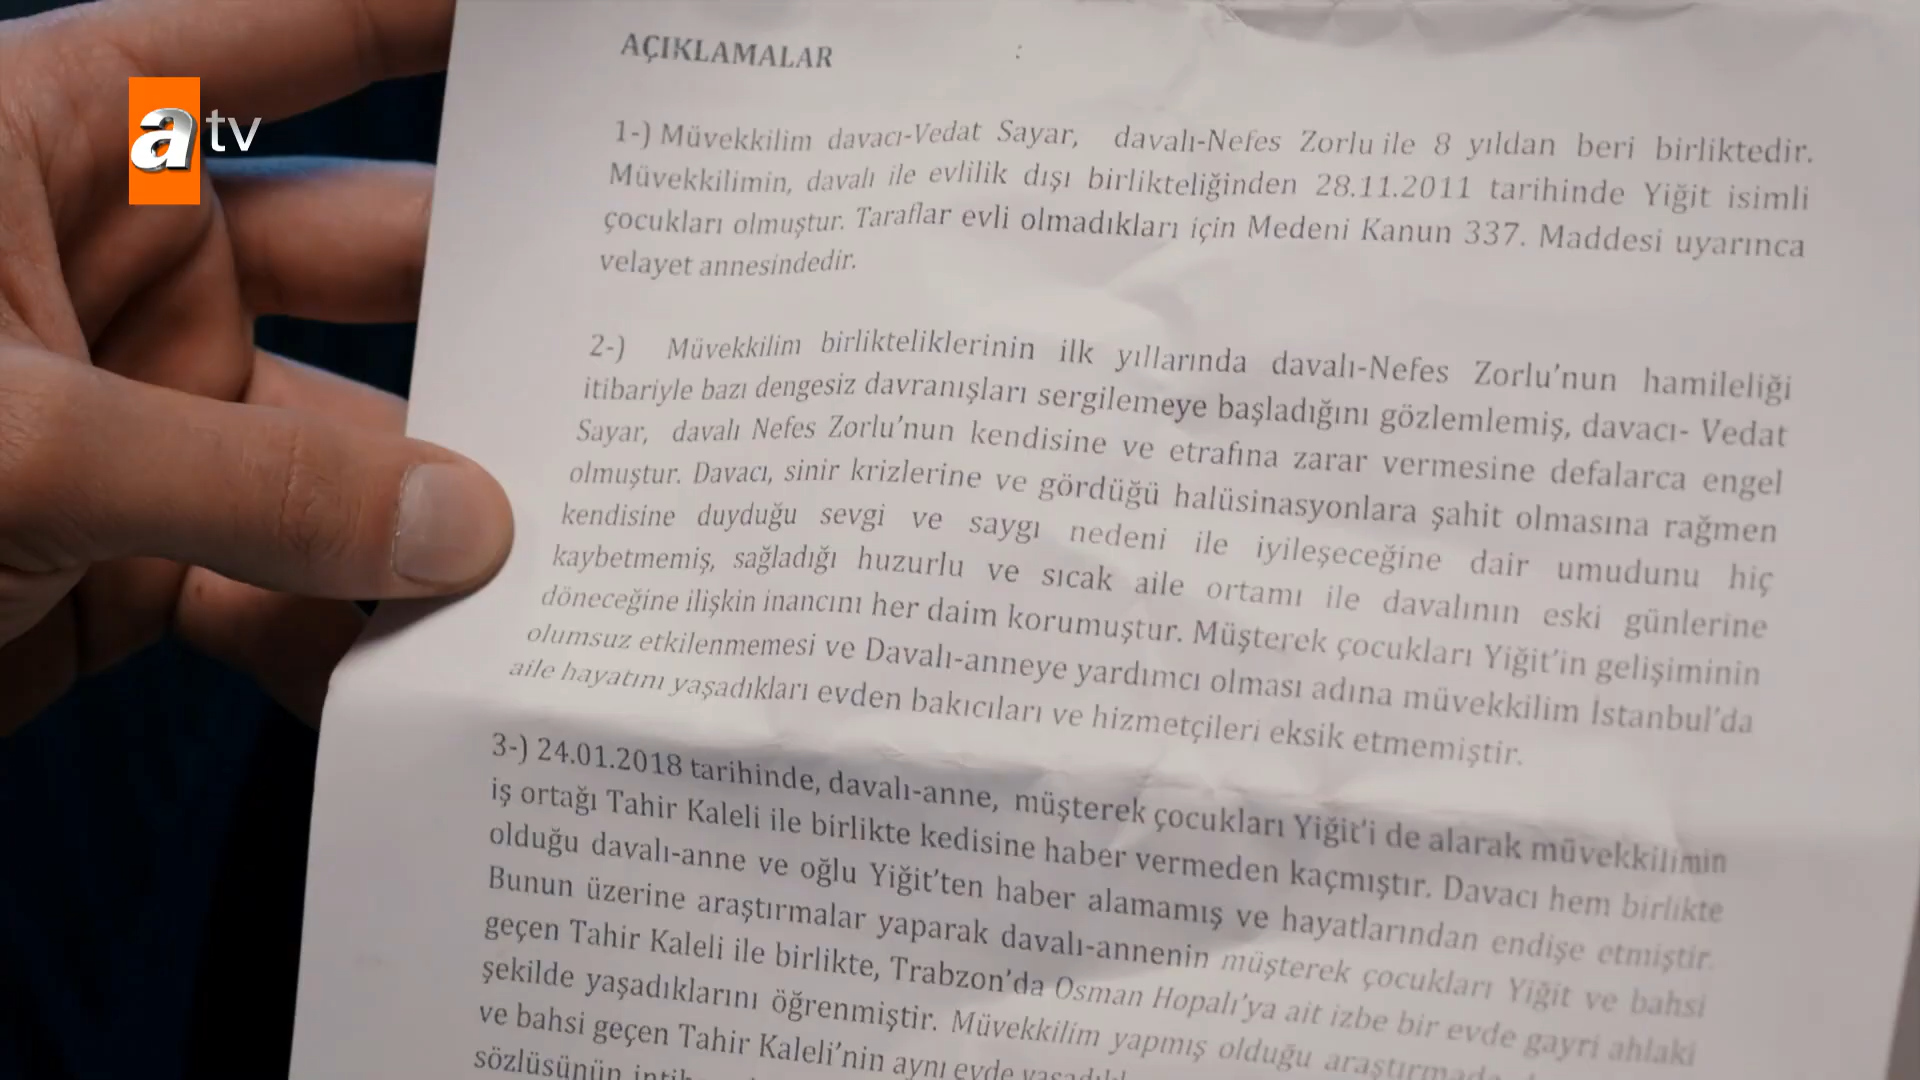 atv
AÇIKLAMALAR :
1-) Müvekkilim davacı-Vedat Sayar, davalı-Nefes Zorlu ile 8 yıldan beri birliktedir.
Müvekkilimin, davalı ile evlilik dışı birlikteliğinden 28.11.2011 tarihinde Yiğit isimli
çocukları olmuştur. Taraflar evli olmadıkları için Medeni Kanun 337. Maddesi uyarınca
velayet annesindedir.
2-) Müvekkilim birlikteliklerinin ilk yıllarında davalı-Nefes Zorlu'nun hamileliği
itibariyle bazı dengesiz davranışları sergilemeye başladığını gözlemlemiş, davacı- Vedat
Sayar, davalı Nefes Zorlu'nun kendisine ve etrafına zarar vermesine defalarca engel
olmuştur. Davacı, sinir krizlerine ve gördüğü halüsinasyonlara şahit olmasına rağmen
kendisine duyduğu sevgi ve saygı nedeni ile iyileşeceğine dair umudunu hiç
kaybetmemiş, sağladığı huzurlu ve sıcak aile ortamı ile davalının eski günlerine
döneceğine ilişkin inancını her daim korumuştur. Müşterek çocukları Yiğit'in gelişiminin
olumsuz etkilenmemesi ve Davalı-anneye yardımcı olması adına müvekkilim İstanbul'da
aile hayatını yaşadıkları evden bakıcıları ve hizmetçileri eksik etmemiştir.
3-) 24.01.2018 tarihinde, davalı-anne, müşterek çocukları Yiğit'i de alarak müvekkilimin
iş ortağı Tahir Kaleli ile birlikte kedisine haber vermeden kaçmıştır. Davacı hem birlikte
olduğu davalı-anne ve oğlu Yiğit'ten haber alamamış ve hayatlarından endişe etmiştir.
Bunun üzerine araştırmalar yaparak davalı-annenin müşterek çocukları Yiğit ve bahsi
geçen Tahir Kaleli ile birlikte, Trabzon'da Osman Hopalı'ya ait izbe bir evde gayri ahlaki
şekilde yaşadıklarını öğrenmiştir. Müvekkilim yapmış olduğu
ve bahsi geçen Tahir Kaleli'nin aynı evde
sözlüsünün